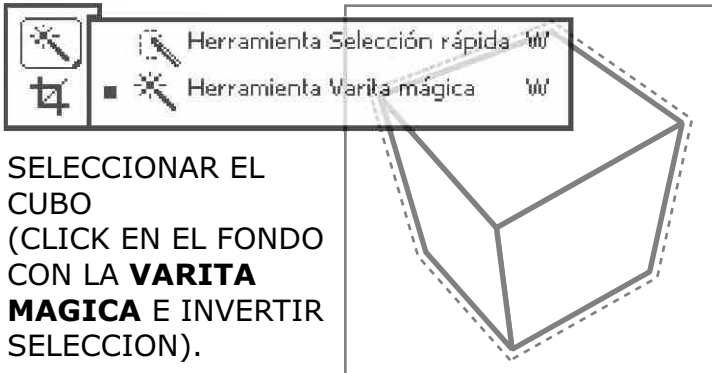 Herramienta Selección rápida W
Herramienta Varita mágica W
SELECCIONAR EL
CUBO
(CLICK EN EL FONDO
CON LA VARITA
MAGICA E INVERTIR
SELECCION).